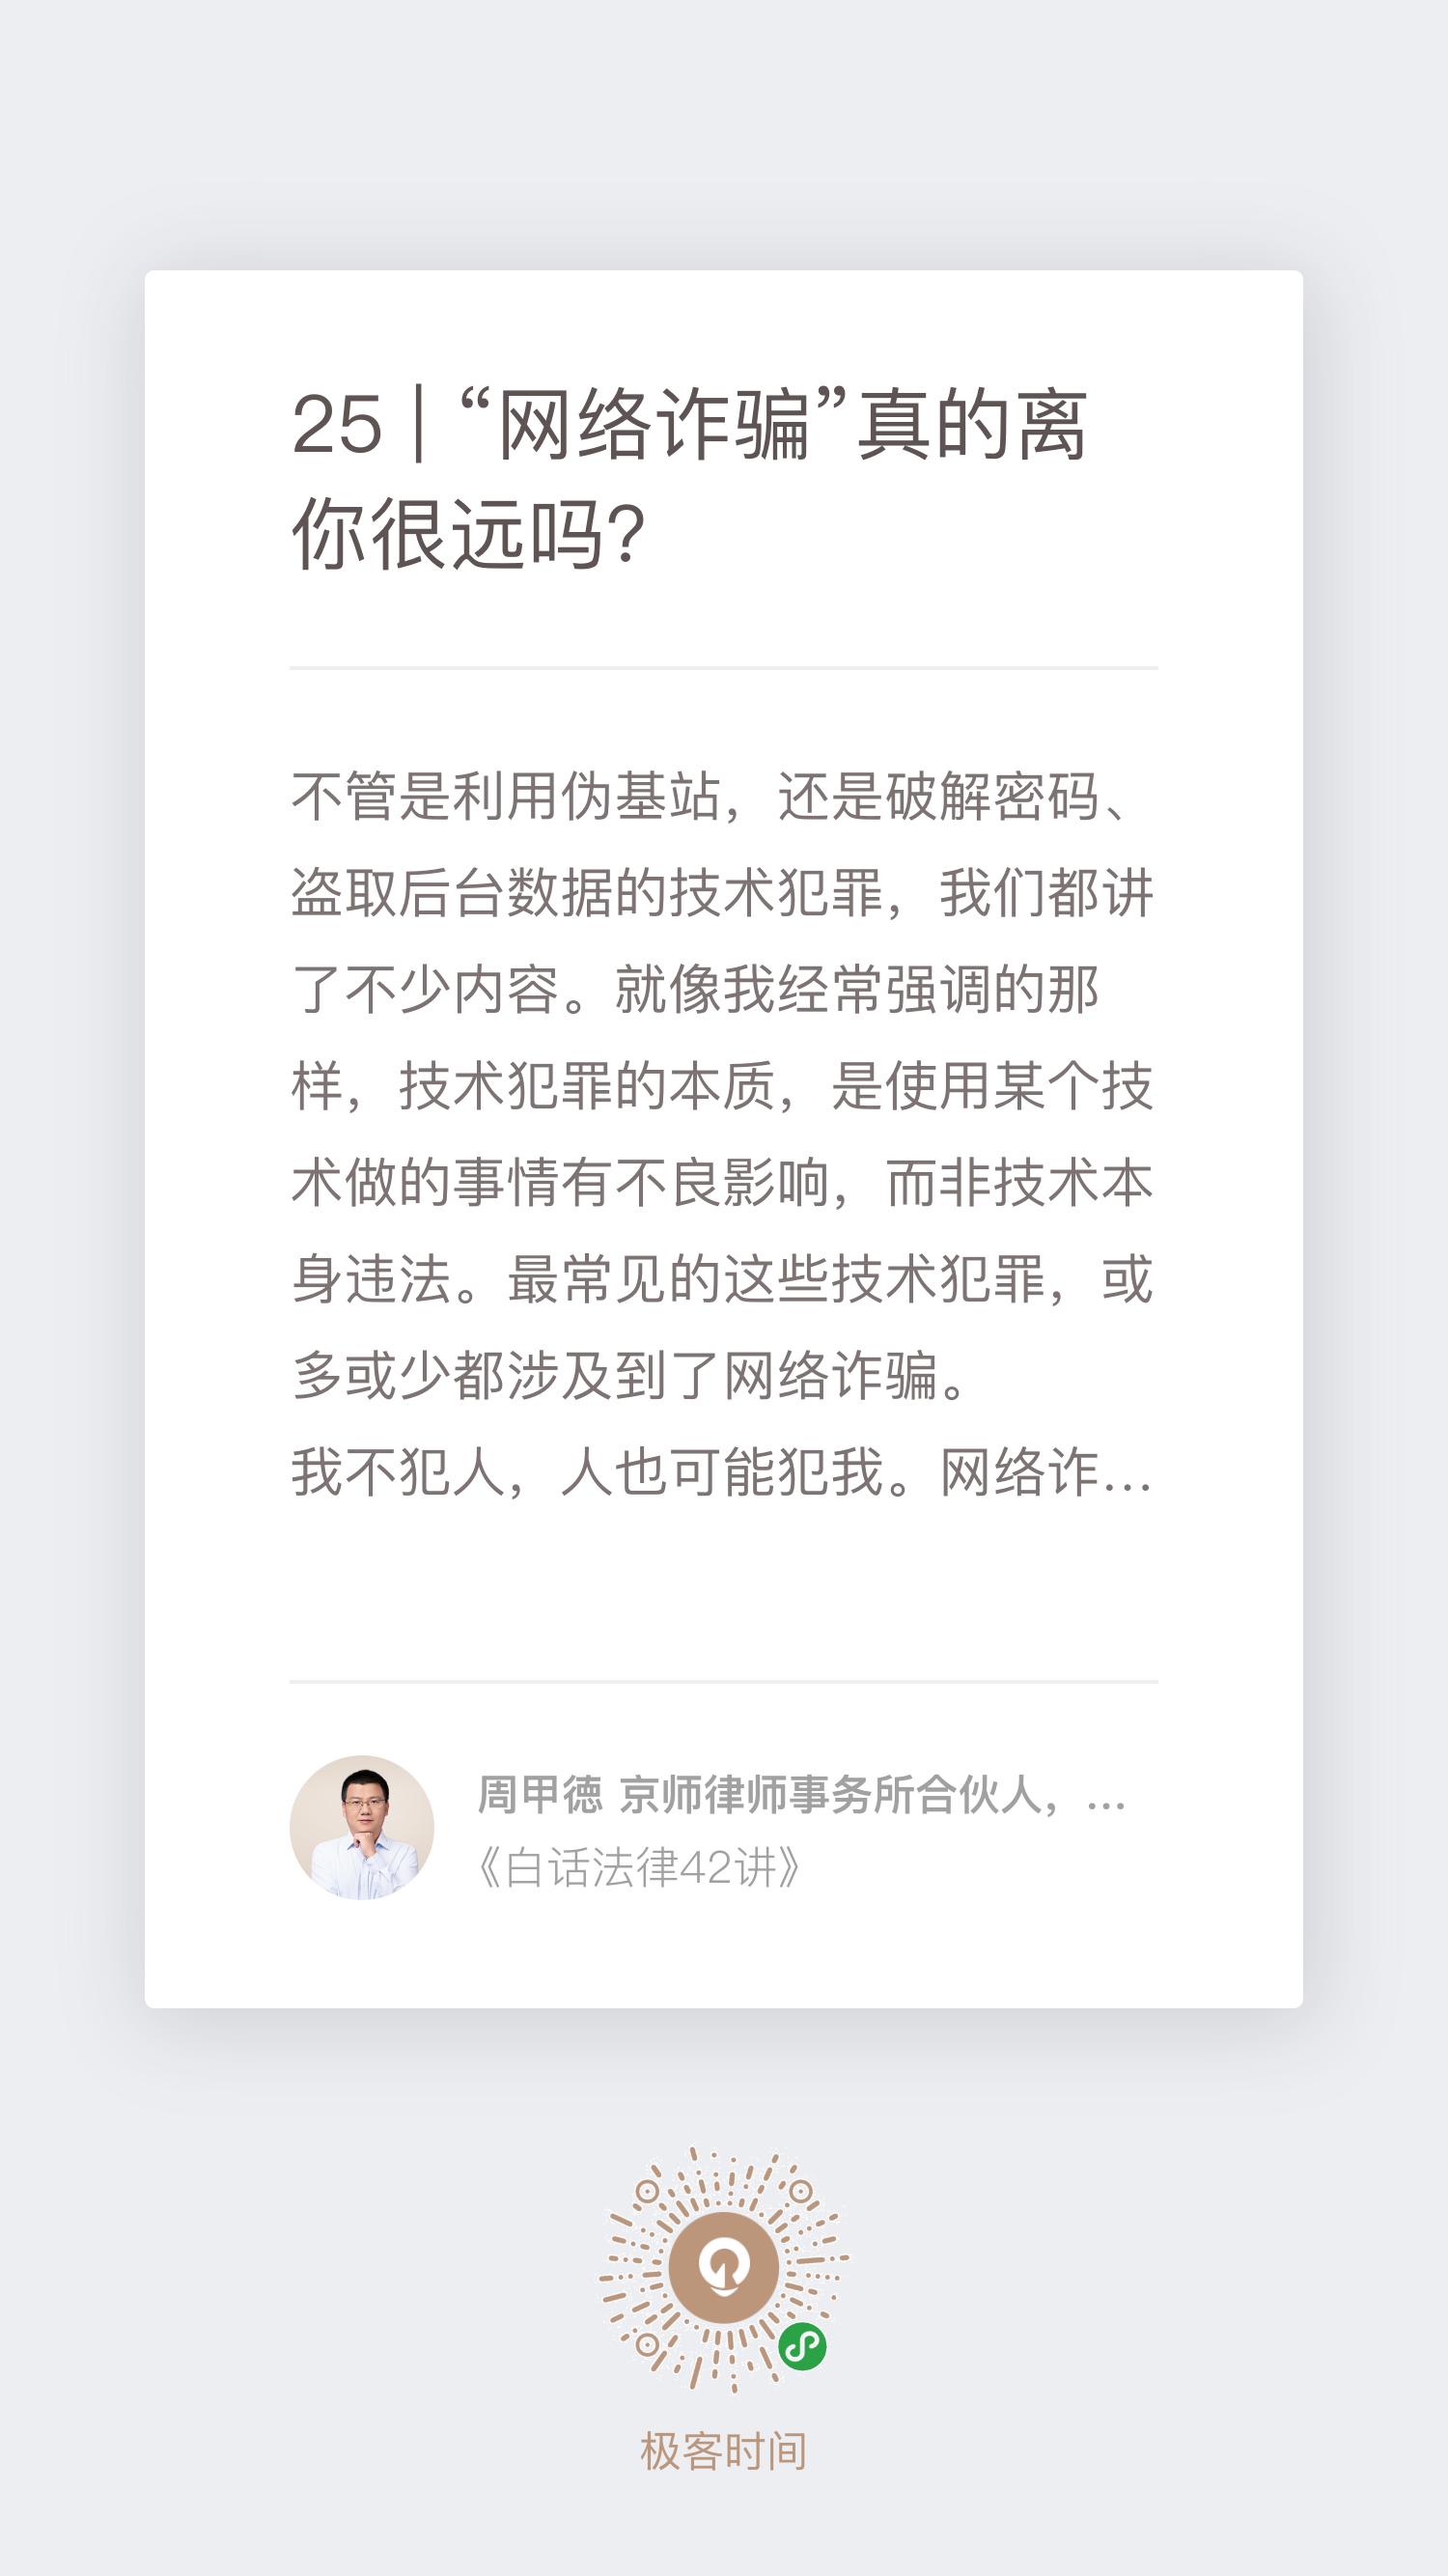 25 | “网络诈骗”真的离
你很远吗?
不管是利用伪基站，还是破解密码、
盗取后台数据的技术犯罪，我们都讲
了不少内容。就像我经常强调的那
样，技术犯罪的本质，是使用某个技
术做的事情有不良影响，而非技术本
身违法。最常见的这些技术犯罪，或
多或少都涉及到了网络诈骗。
我不犯人，人也可能犯我。网络诈…
周甲徳 京师律师事务所合伙人，…
《白话法律42讲》
极客时间